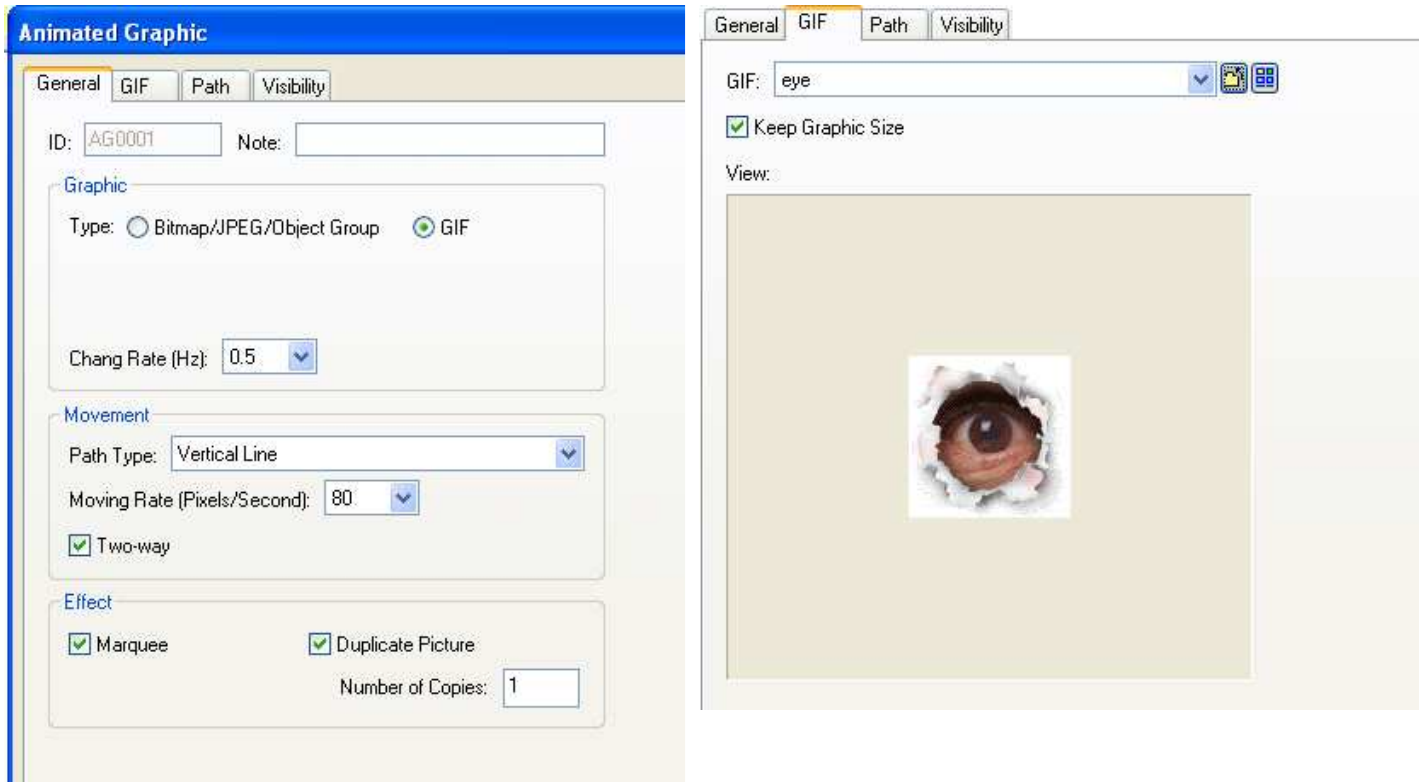 Animated Graphic
General GIF Path Visibility
ID: AG0001 Note:
Graphic
Type: Bitmap/JPEG/Object Group GIF
Chang Rate (Hz): 0.5
Movement
Path Type: Vertical Line
Moving Rate (Pixels/Second): 80
Two-way
Effect
Marquee Duplicate Picture
Number of Copies: 1
General GIF Path Visibility
GIF: eye
Keep Graphic Size
View: